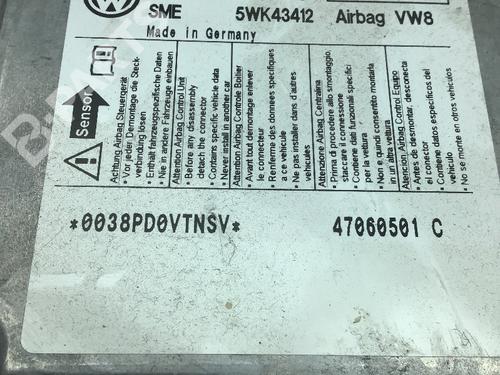 SME 5WK43412 Airbag VW8
Made in Germany
Sensor
Achtung Airbag Steuergerät
Vor jeder Demontage die Steck-
verbindung lösen
Enthält fahrzeugspezifische Daten
Nie in andere Fahrzeuge einbauen
Attention Airbag Control Unit
Before any disassembly
detach the connector
Contains specific vehicle data
Never install in another car
Attention Airbag Contrôle Boitier
Avant tout démontage enlever
le connecteur
Renferme des données spécifiques
a ce véhicule
Ne pas installer dans d'autres
véhicules
Attenzione Airbag Centralina
Prima di procedere allo smontaggio,
staccare il connessione
Contiene dati funzionali specifici
per la vettura
Non e consentito montarla
in un'altra vettura
Atencion Airbag Control Equipo
Antes de desmontar, desconecta
el conector
Contiene datos específicos del
vehículo
No se monte en otros vehículos
*0038PD0VTNSV* 47060501 C